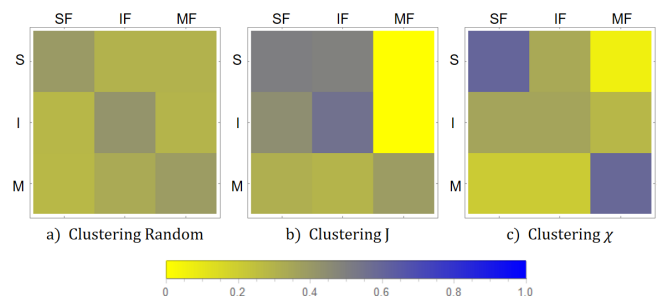 SF IF MF SF IF MF SF IF MF
S S S
I I I
M M M
a) Clustering Random b) Clustering J c) Clustering χ
0 0.2 0.4 0.6 0.8 1.0